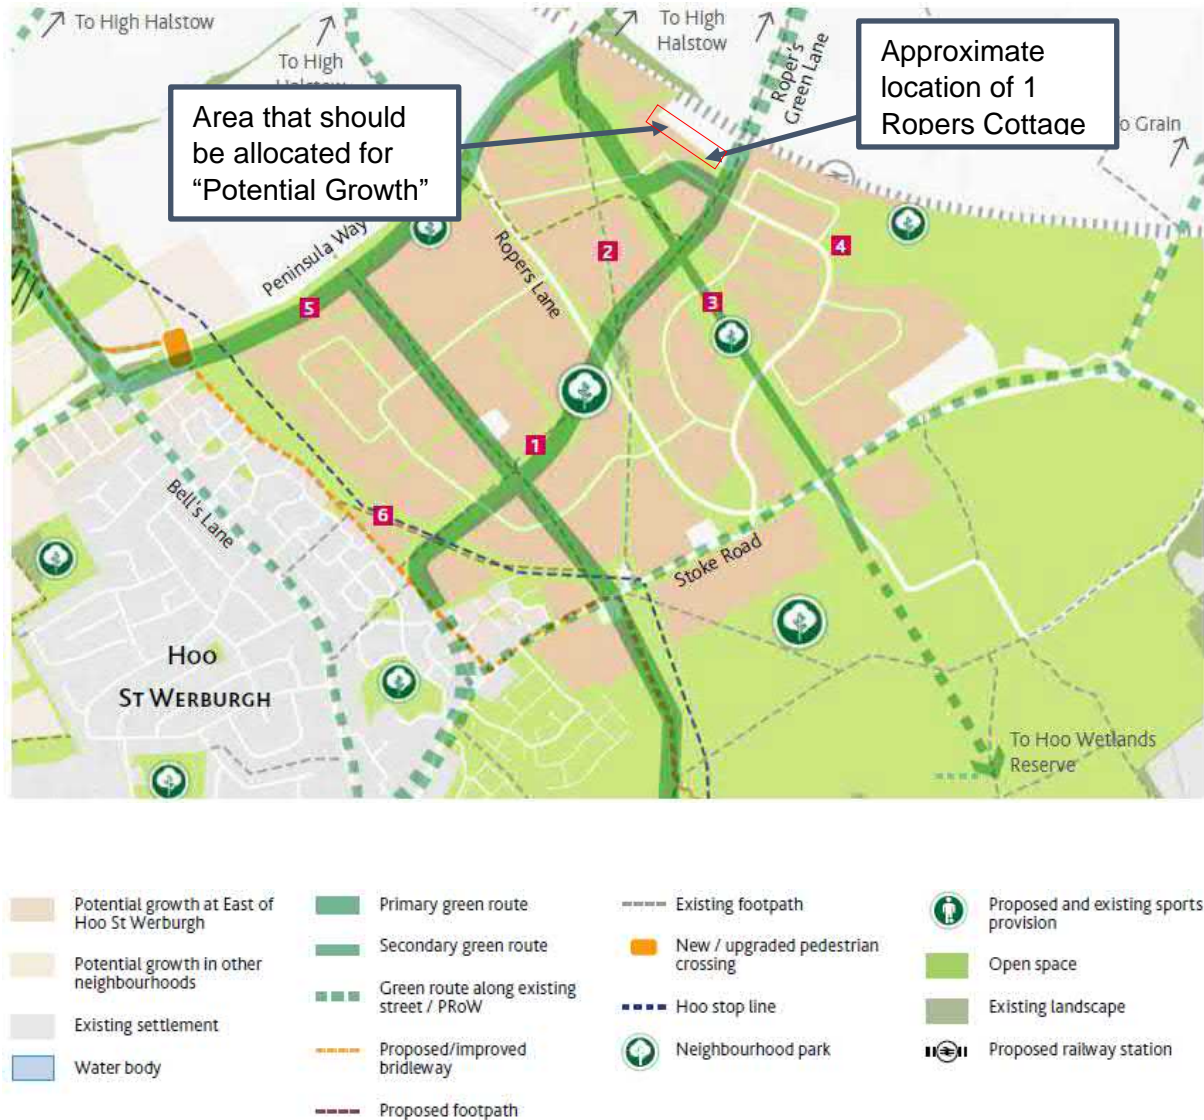 To High Halstow
To High
Halstow
To High
Halstow
Roper's
Green Lane
Approximate
location of 1
Ropers Cottage
Area that should
be allocated for
“Potential Growth”
To Grain
Peninsula Way
Ropers Lane
2
4
5
3
1
Bell's Lane
6
Stoke Road
Hoo
St Werburgh
To Hoo Wetlands
Reserve
Potential growth at East of
Hoo St Werburgh
Potential growth in other
neighbourhoods
Existing settlement
Water body
Primary green route
Secondary green route
Green route along existing
street / PRoW
Proposed/improved
bridleway
Proposed footpath
Existing footpath
New / upgraded pedestrian
crossing
Hoo stop line
Neighbourhood park
Proposed and existing sports
provision
Open space
Existing landscape
Proposed railway station